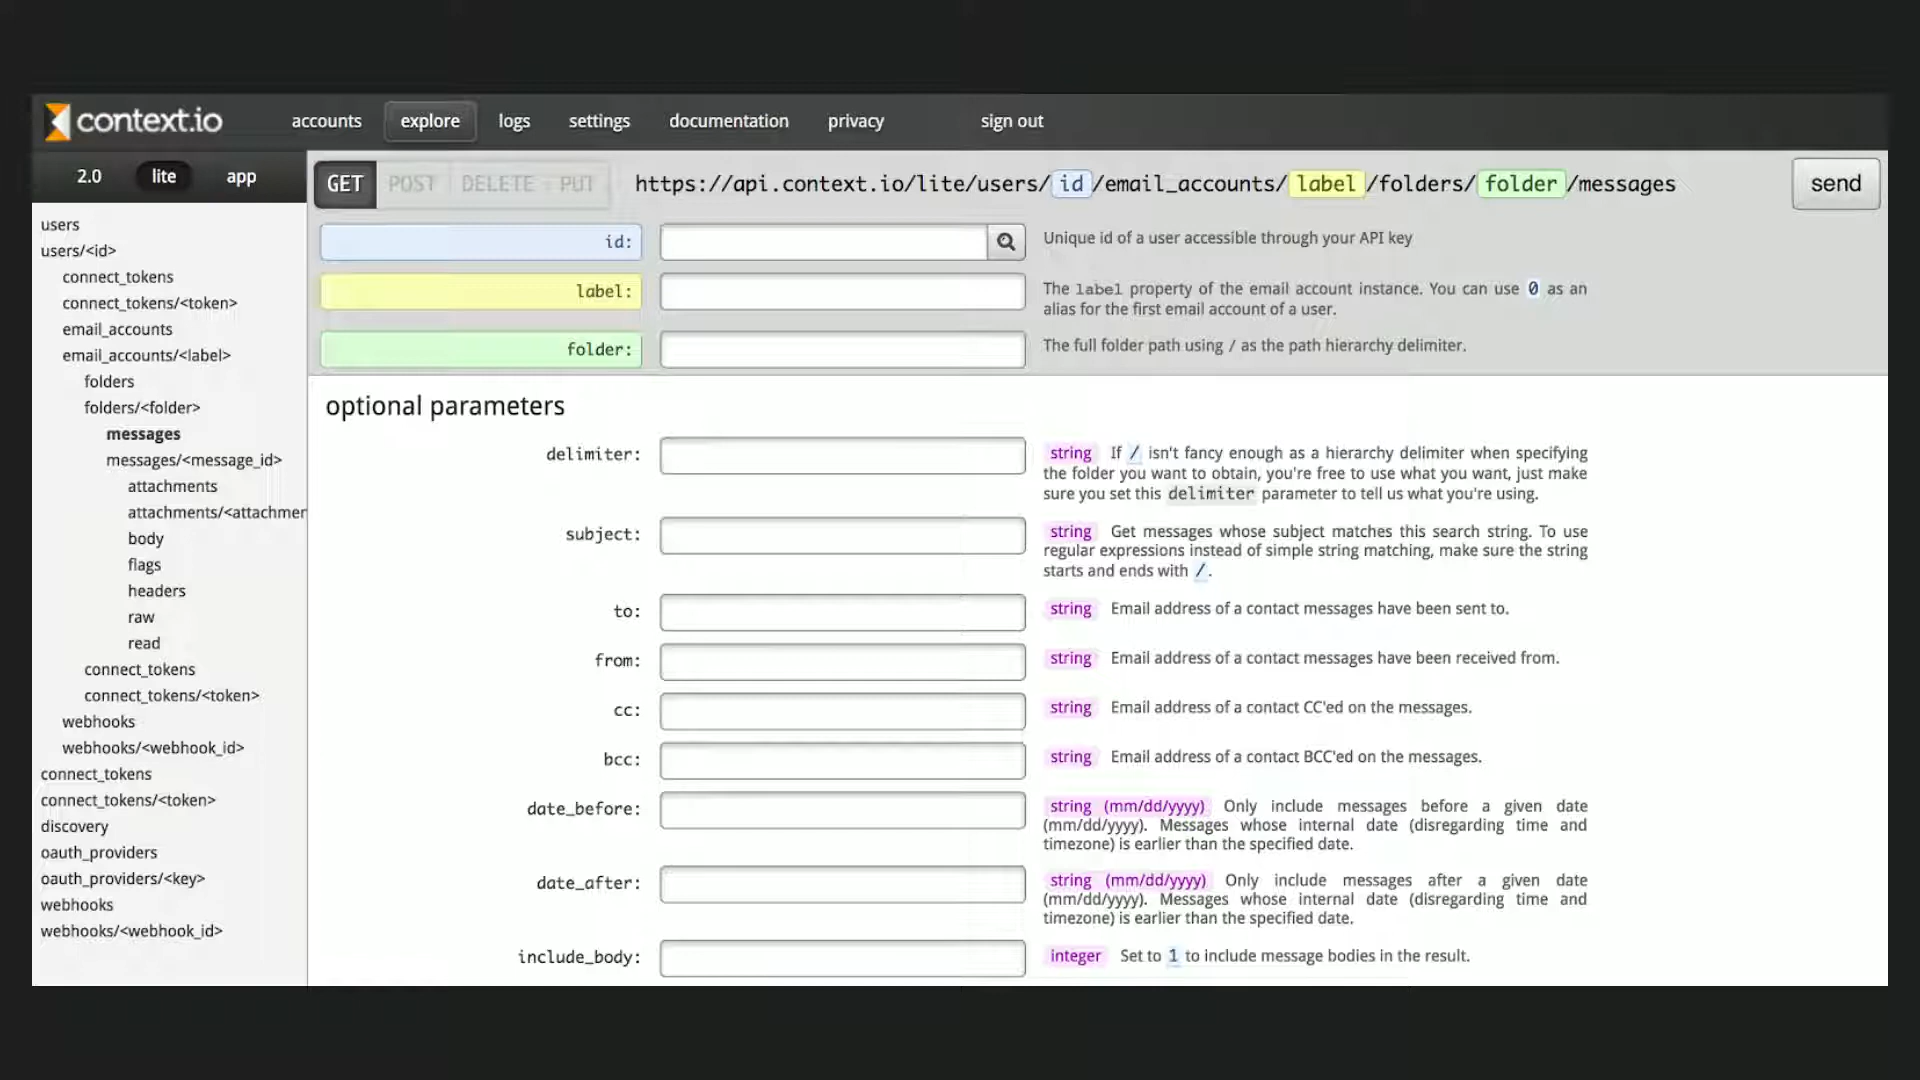 context.io
accounts explore logs settings documentation privacy sign out
2.0 lite app
GET POST DELETE PUT https://api.context.io/lite/users/id/email_accounts/label/folders/folder/messages send
users
users/<id>
connect_tokens
connect_tokens/<token>
email_accounts
email_accounts/<label>
folders
folders/<folder>
messages
messages/<message_id>
attachments
attachments/<attachmen
body
flags
headers
raw
read
connect_tokens
connect_tokens/<token>
webhooks
webhooks/<webhook_id>
connect_tokens
connect_tokens/<token>
discovery
oauth_providers
oauth_providers/<key>
webhooks
webhooks/<webhook_id>
id: Unique id of a user accessible through your API key
label: The label property of the email account instance. You can use 0 as an
alias for the first email account of a user.
folder: The full folder path using / as the path hierarchy delimiter.
optional parameters
delimiter: string If / isn't fancy enough as a hierarchy delimiter when specifying
the folder you want to obtain, you're free to use what you want, just make
sure you set this delimiter parameter to tell us what you're using.
subject: string Get messages whose subject matches this search string. To use
regular expressions instead of simple string matching, make sure the string
starts and ends with /.
to: string Email address of a contact messages have been sent to.
from: string Email address of a contact messages have been received from.
cc: string Email address of a contact CC'ed on the messages.
bcc: string Email address of a contact BCC'ed on the messages.
date_before: string (mm/dd/yyyy) Only include messages before a given date
(mm/dd/yyyy). Messages whose internal date (disregarding time and
timezone) is earlier than the specified date.
date_after: string (mm/dd/yyyy) Only include messages after a given date
(mm/dd/yyyy). Messages whose internal date (disregarding time and
timezone) is earlier than the specified date.
include_body: integer Set to 1 to include message bodies in the result.